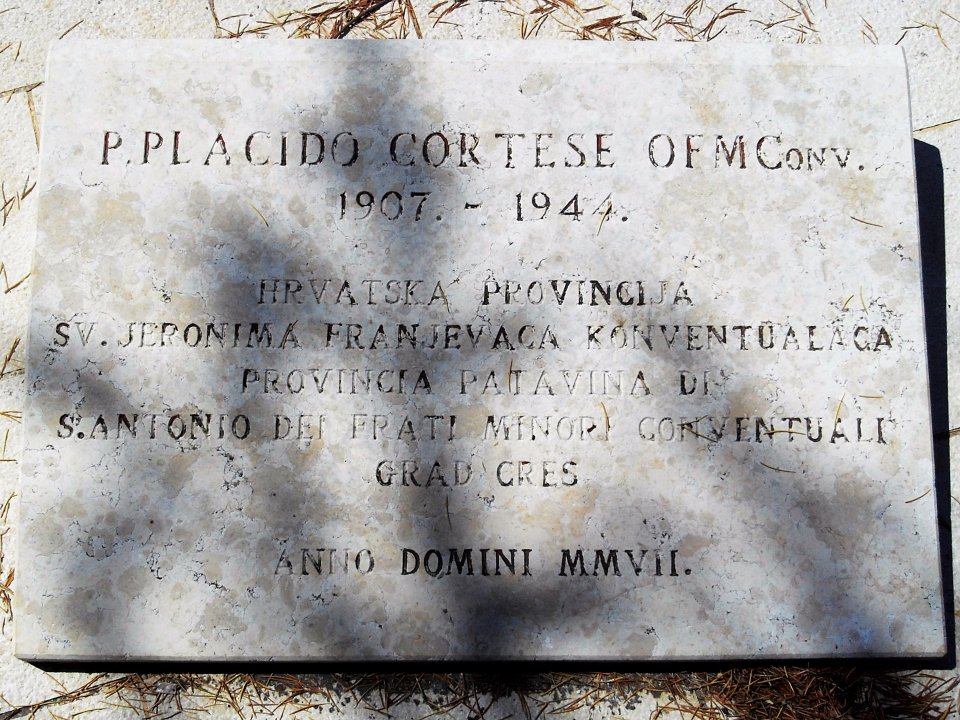 P. PLACIDO CORTESE OFMCONV.
1907. - 1944.
HRVATSKA PROVINCIJA
SV. JERONIMA FRANJEVACA KONVENTUALACA
PROVINCIA PATAVINA DI
S. ANTONIO DEI FRATI MINORI CONVENTUALI
GRAD CRES
ANNO DOMINI MMVII.